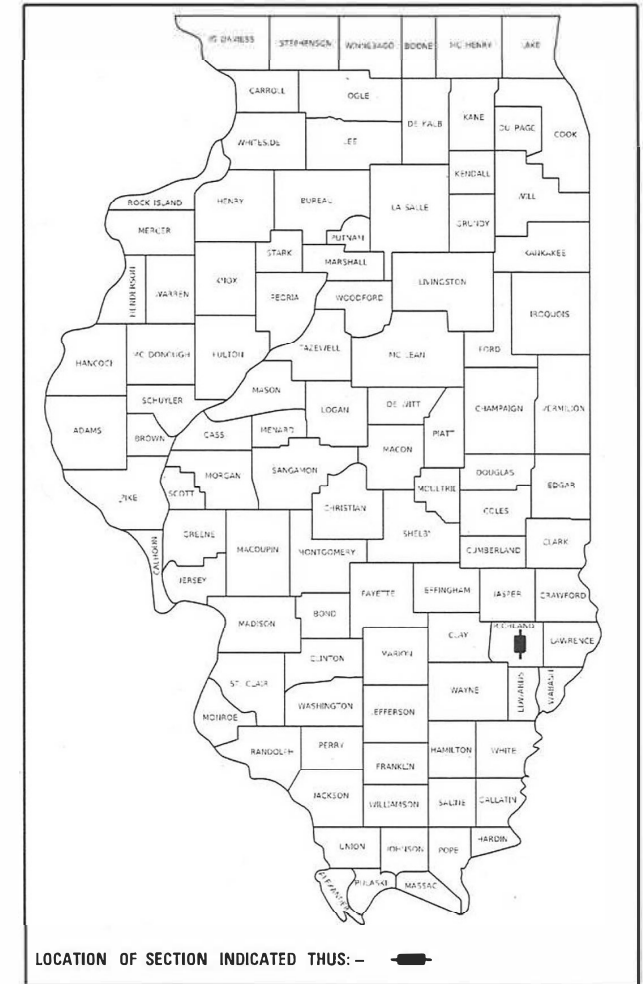 JO DAVIESS STEPHENSON WINNEBAGO BOONE MC HENRY LAKE
CARROLL OGLE
DE KALB KANE DU PAGE COOK
WHITESIDE LEE
KENDALL
WILL
ROCK ISLAND HENRY BUREAU LA SALLE
GRUNDY
MERCER PUTNAM
STARK MARSHALL KANKAKEE
HENDERSON WARREN KNOX PEORIA WOODFORD LIVINGSTON
IROQUOIS
HANCOCK MC DONOUGH FULTON TAZEWELL MC LEAN FORD
MASON
SCHUYLER LOGAN DE WITT CHAMPAIGN VERMILION
ADAMS BROWN CASS MENARD PIATT
MACON
PIKE SCOTT MORGAN SANGAMON MOULTRIE DOUGLAS EDGAR
CHRISTIAN COLES
CALHOUN GREENE MACOUPIN MONTGOMERY SHELBY
CUMBERLAND CLARK
JERSEY
FAYETTE EFFINGHAM JASPER CRAWFORD
MADISON BOND
CLAY RICHLAND LAWRENCE
CLINTON MARION
ST. CLAIR WAYNE EDWARDS WABASH
MONROE WASHINGTON JEFFERSON
RANDOLPH PERRY HAMILTON WHITE
FRANKLIN
JACKSON WILLIAMSON SALINE GALLATIN
UNION JOHNSON POPE HARDIN
ALEXANDER PULASKI MASSAC
LOCATION OF SECTION INDICATED THUS: –